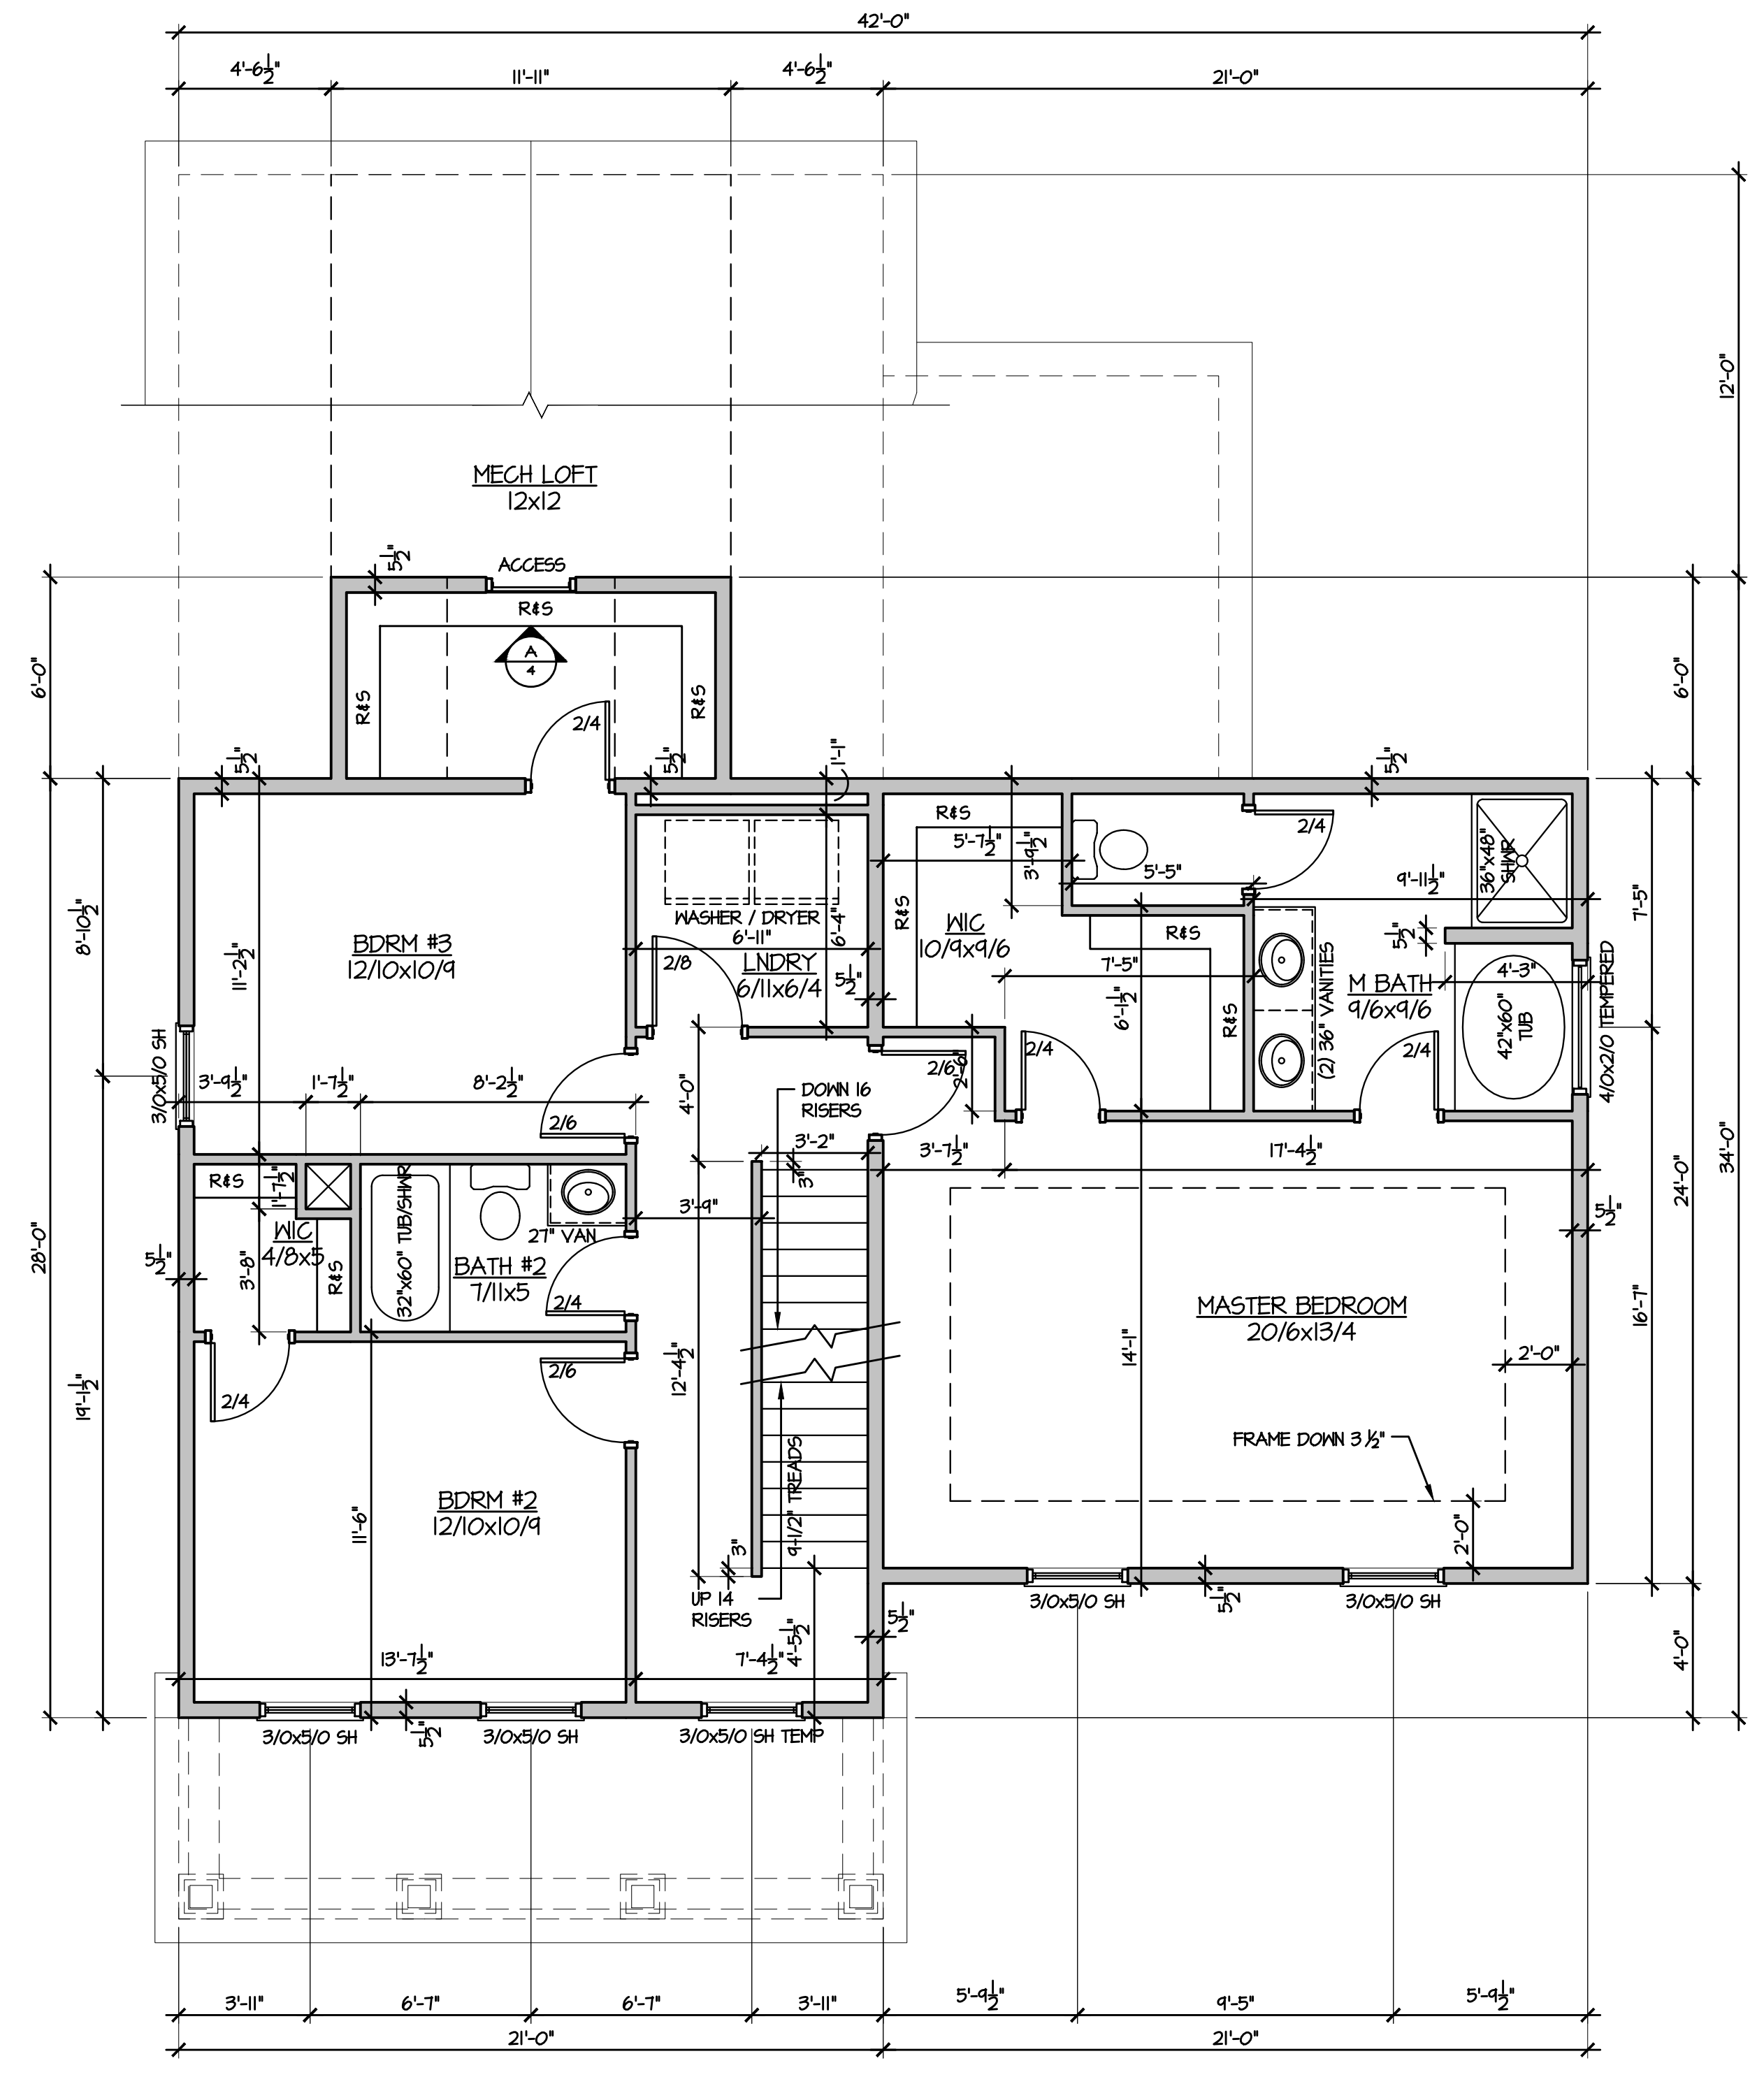 42'-0"
4'-6 1/2"
11'-11"
4'-6 1/2"
21'-0"
12'-0"
MECH LOFT
12x12
5 1/2"
ACCESS
R&S
A
4
R&S
R&S
2/4
6'-0"
6'-0"
5 1/2"
5 1/2"
1'-1"
5 1/2"
R&S
5'-7 1/2"
3'-9 1/2"
2/4
36"x48"
SHWR
5'-5"
9'-11 1/2"
8'-10 1/2"
11'-2 1/2"
BDRM #3
12/10x10/9
WASHER / DRYER
6'-11"
6'-4"
2/8
LNDRY
6/11x6/4
5 1/2"
R&S
WIC
10/9x9/6
R&S
7'-5"
6'-1 1/2"
R&S
(2) 36" VANITIES
5 1/2"
M BATH
9/6x9/6
4'-3"
42"x60"
TUB
4/0x2/0 TEMPERED
7'-5"
3/0x5/0 SH
3'-9 1/2"
1'-7 1/2"
8'-2 1/2"
2/6
4'-0"
DOWN 16
RISERS
2/6
2'-6"
2/4
2/4
3'-2"
3"
3'-7 1/2"
17'-4 1/2"
R&S
1'-7 1/2"
WIC
4/8x5
3'-8"
R&S
32"x60" TUB/SHWR
27" VAN
BATH #2
7/11x5
2/4
3'-9"
5 1/2"
5 1/2"
28'-0"
24'-0"
34'-0"
19'-1 1/2"
2/4
2/6
12'-4 1/2"
MASTER BEDROOM
20/6x13/4
14'-1"
16'-7"
2'-0"
FRAME DOWN 3 1/2"
2'-0"
BDRM #2
12/10x10/9
11'-6"
9-1/2" TREADS
3"
UP 14
RISERS
4'-5 1/2"
5 1/2"
3/0x5/0 SH
5 1/2"
3/0x5/0 SH
4'-0"
13'-7 1/2"
7'-4 1/2"
3/0x5/0 SH
5 1/2"
3/0x5/0 SH
3/0x5/0 SH TEMP
3'-11"
6'-7"
6'-7"
3'-11"
5'-9 1/2"
9'-5"
5'-9 1/2"
21'-0"
21'-0"